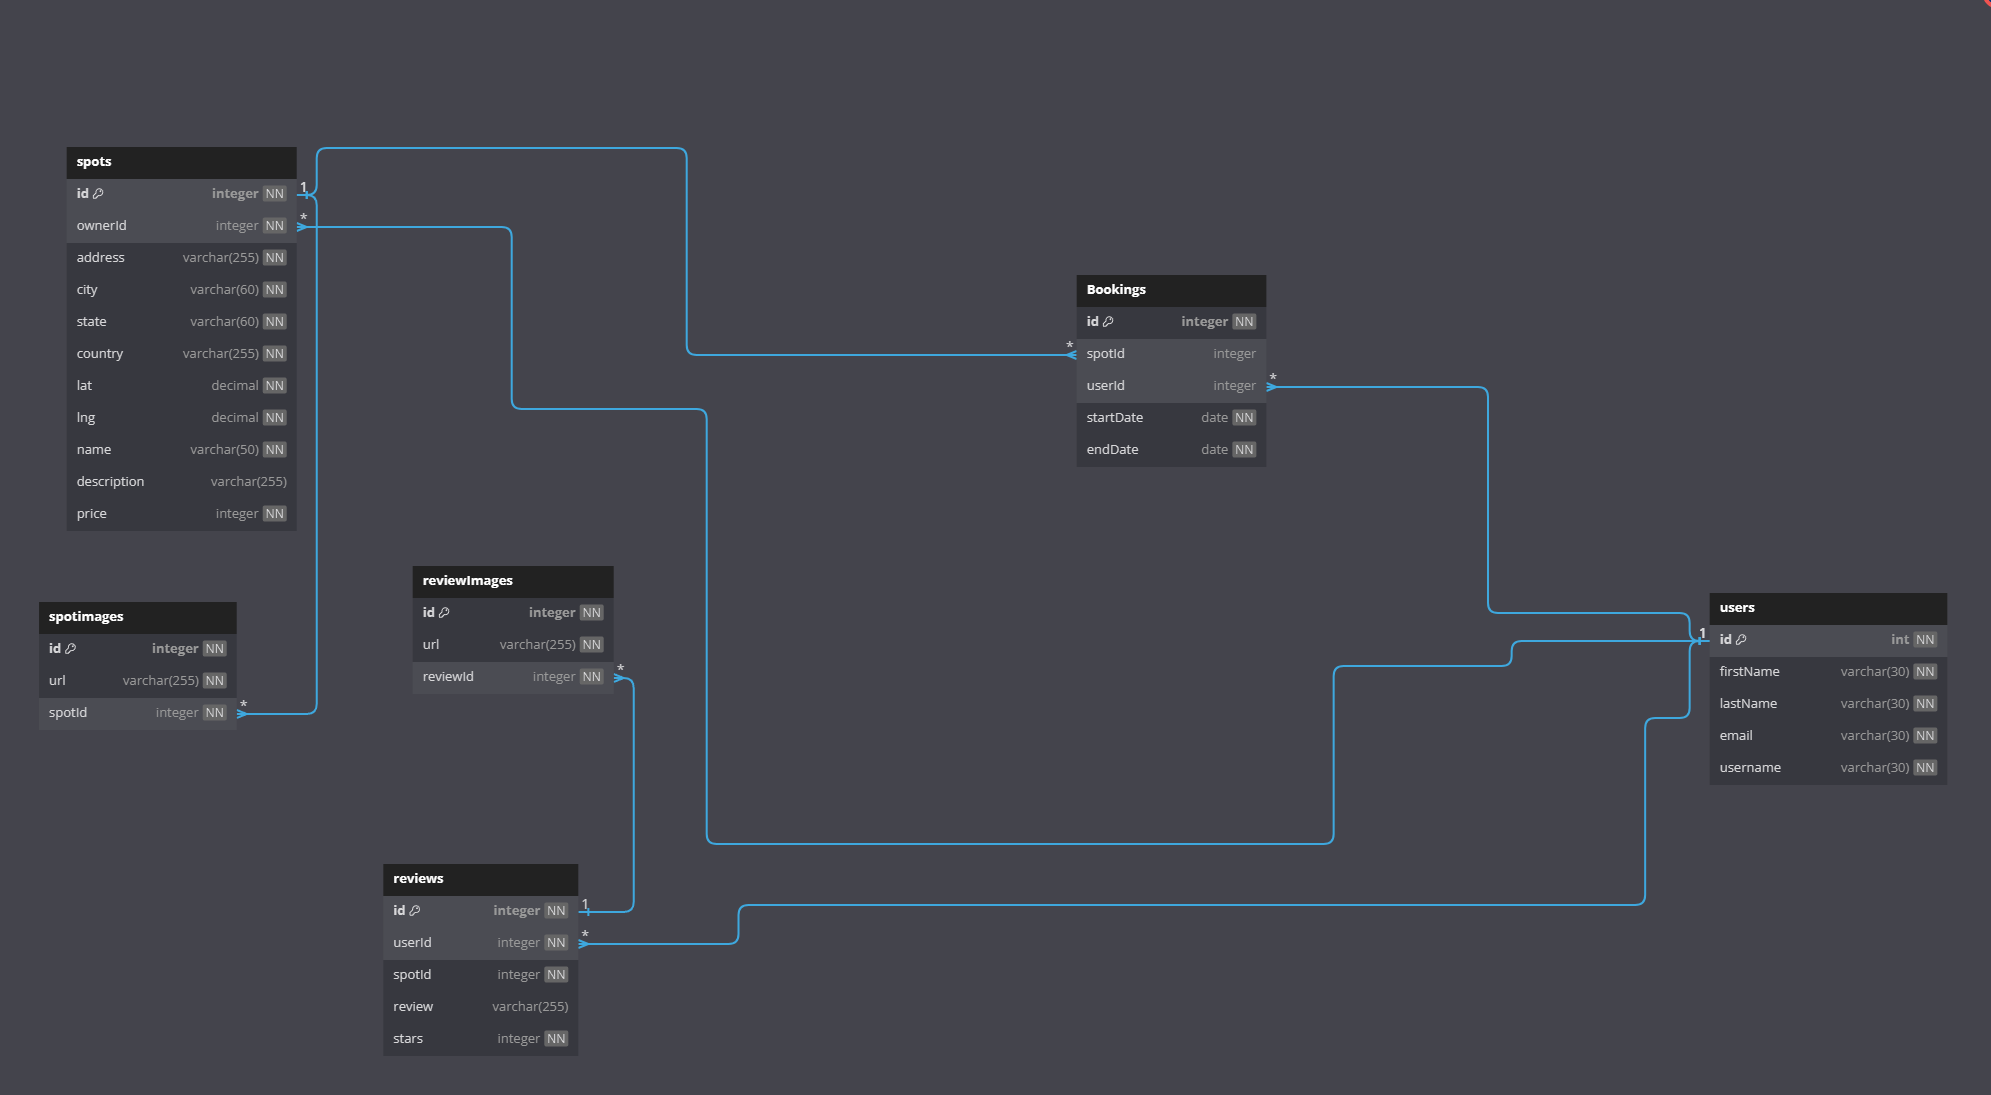 spots
id integer NN
ownerId integer NN
address varchar(255) NN
city varchar(60) NN
state varchar(60) NN
country varchar(255) NN
lat decimal NN
lng decimal NN
name varchar(50) NN
description varchar(255)
price integer NN
1
*
Bookings
id integer NN
* spotId integer
userId integer *
startDate date NN
endDate date NN
reviewImages
id integer NN
url varchar(255) NN
reviewId integer NN *
spotimages
id integer NN
url varchar(255) NN
spotId integer NN *
users
1 id int NN
firstName varchar(30) NN
lastName varchar(30) NN
email varchar(30) NN
username varchar(30) NN
reviews
id integer NN 1
userId integer NN *
spotId integer NN
review varchar(255)
stars integer NN